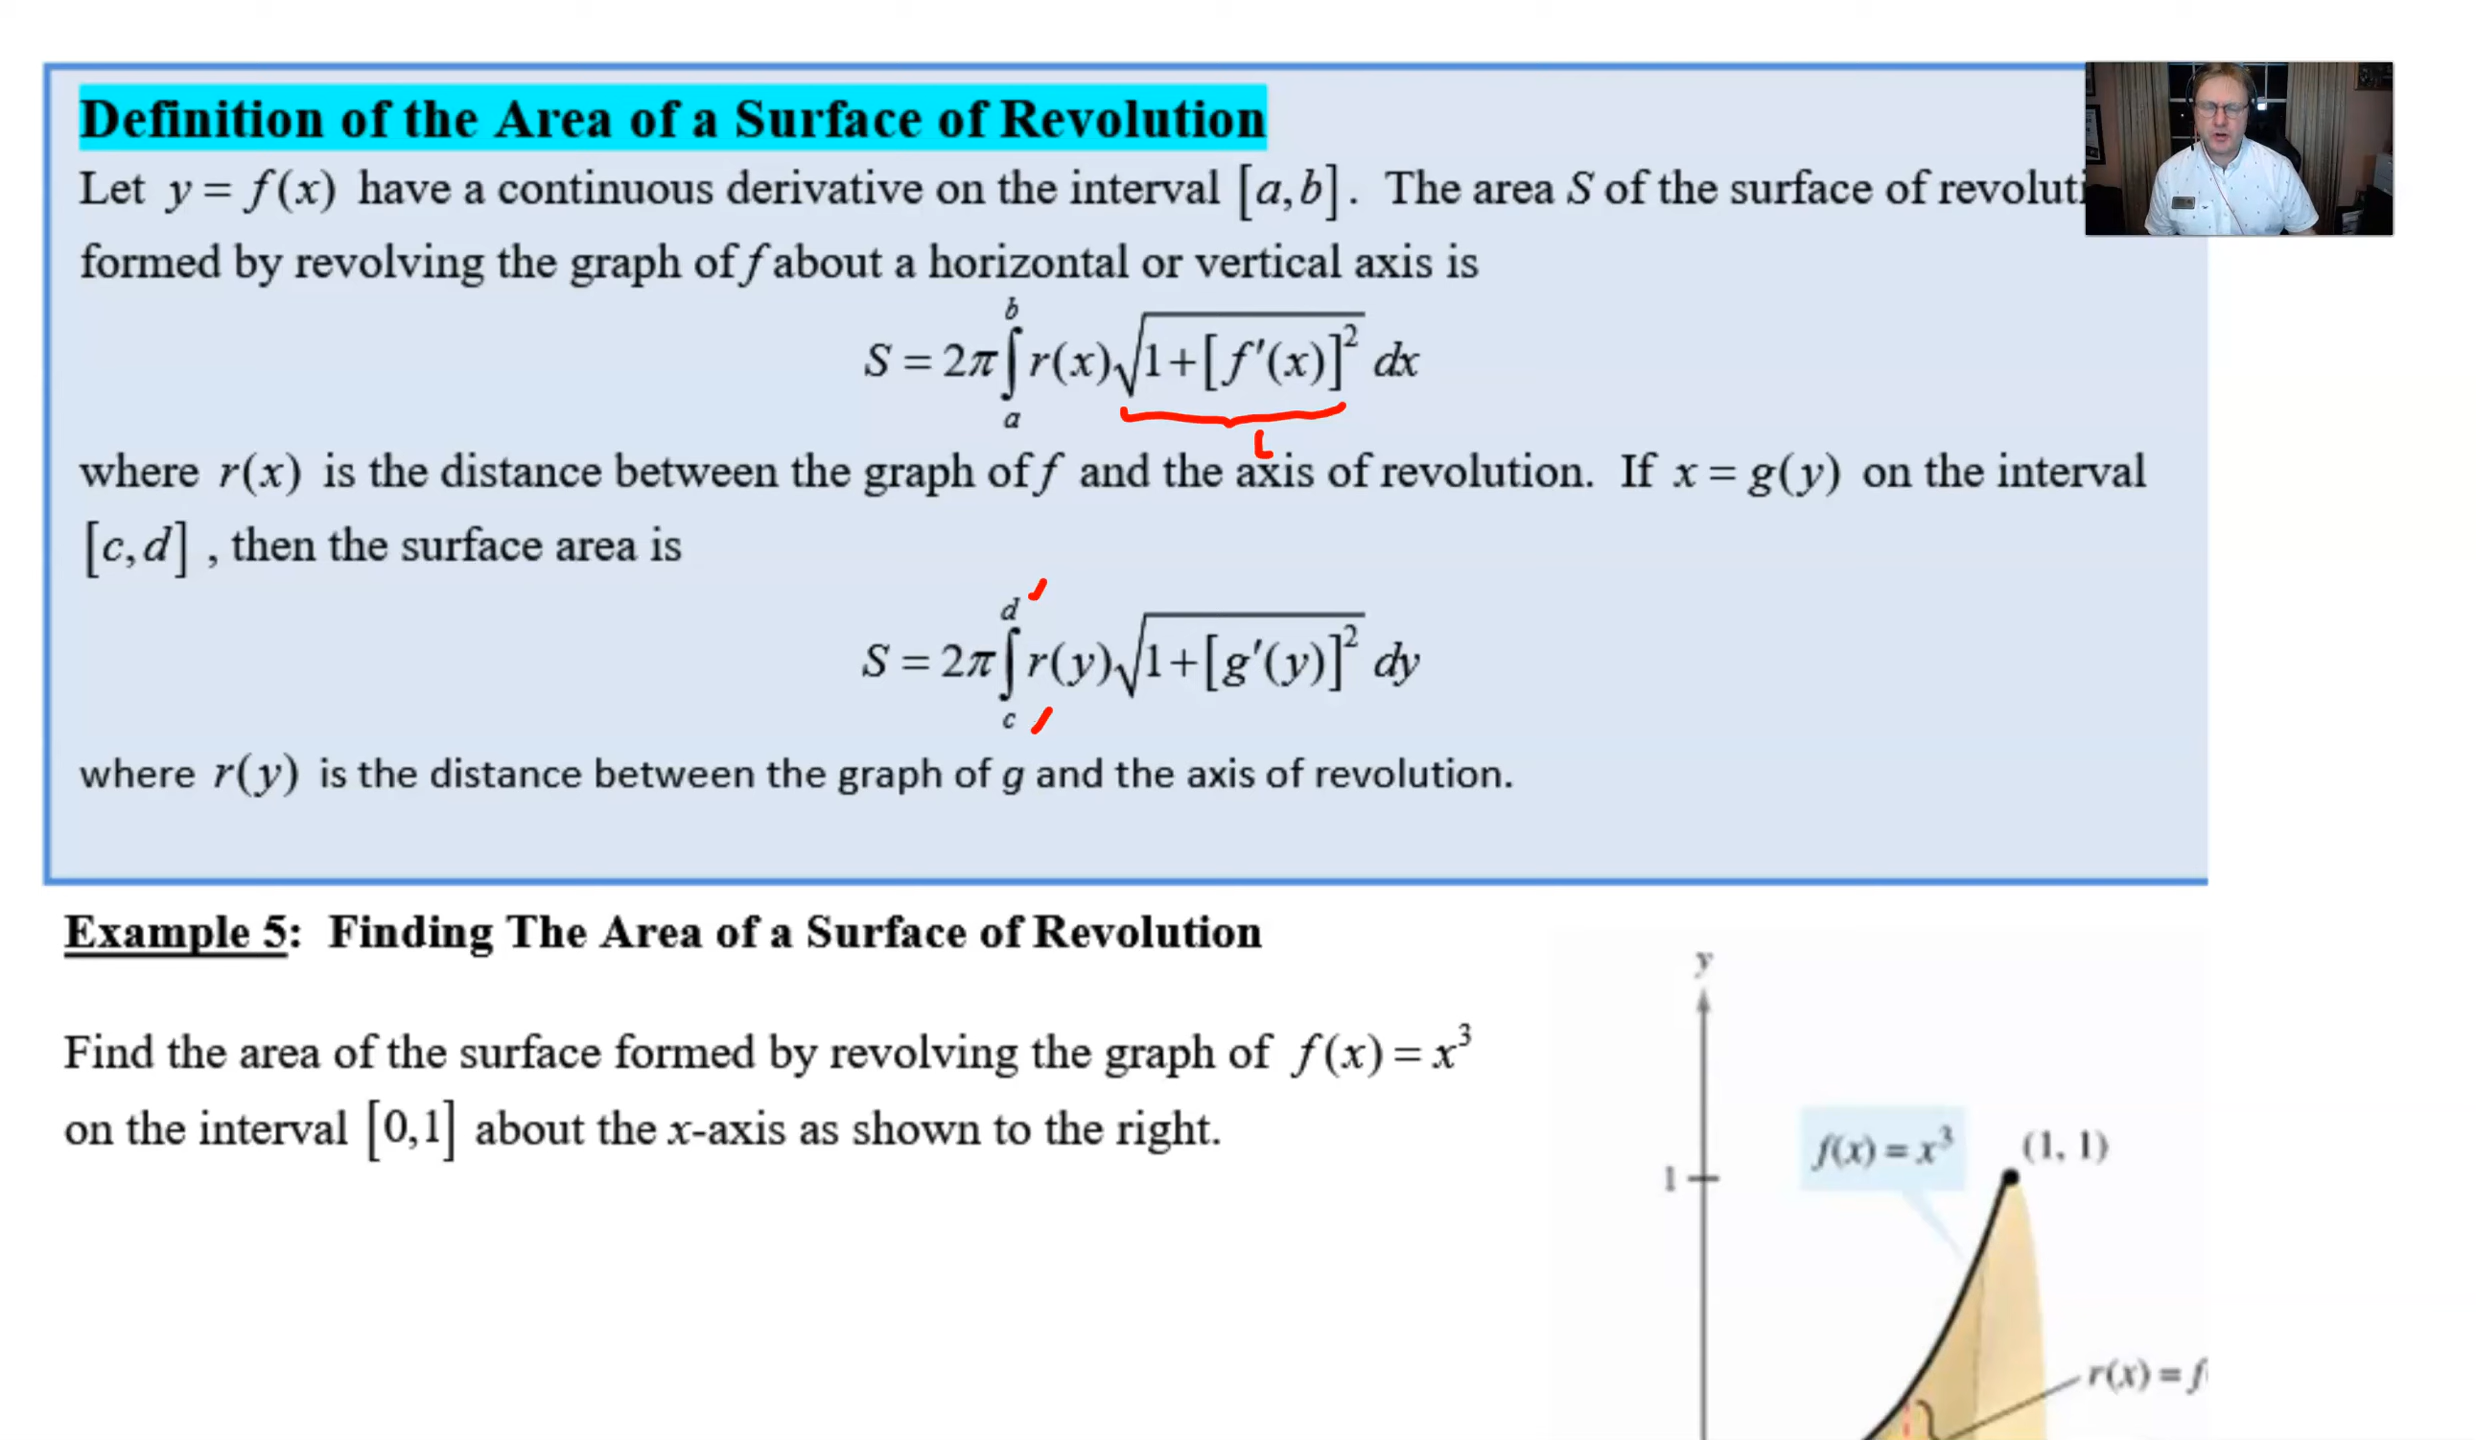 Definition of the Area of a Surface of Revolution
Let y = f(x) have a continuous derivative on the interval [a,b]. The area S of the surface of revoluti
formed by revolving the graph of f about a horizontal or vertical axis is
S = 2π∫ₐᵇ r(x)√(1+[f'(x)]²) dx
L
where r(x) is the distance between the graph of f and the axis of revolution. If x = g(y) on the interval
[c,d], then the surface area is
S = 2π∫_c^d r(y)√(1+[g'(y)]²) dy
where r(y) is the distance between the graph of g and the axis of revolution.
Example 5: Finding The Area of a Surface of Revolution
Find the area of the surface formed by revolving the graph of f(x) = x³
on the interval [0,1] about the x-axis as shown to the right.
y
f(x) = x³
(1, 1)
1
r(x) = f